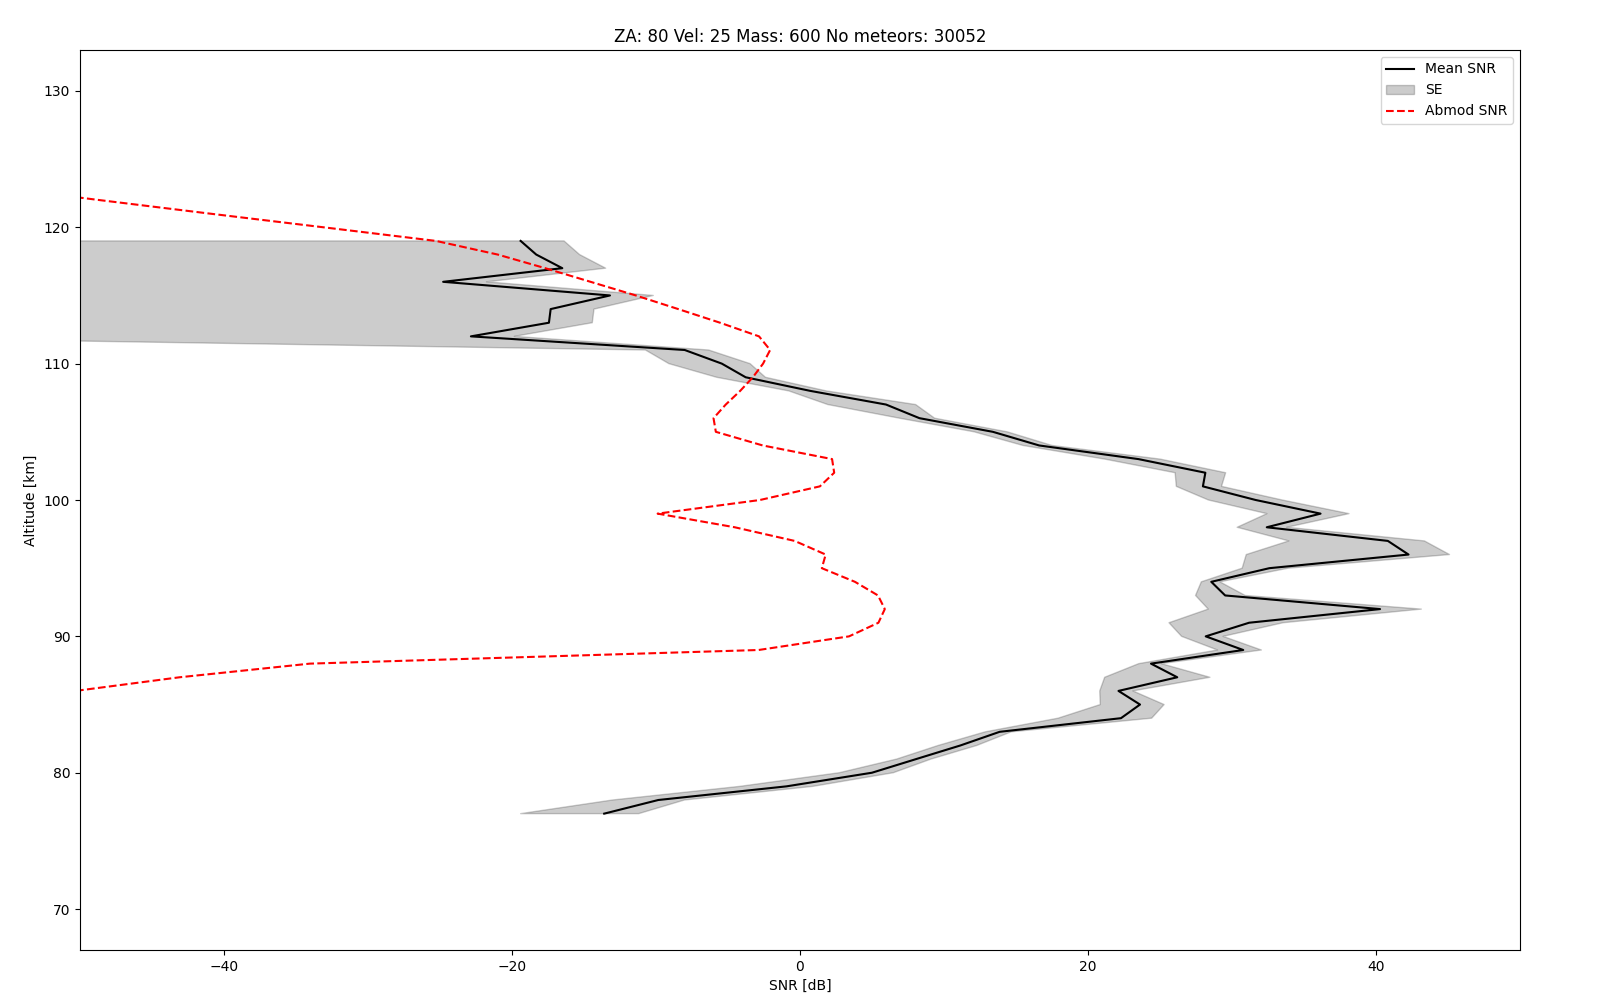 ZA: 80 Vel: 25 Mass: 600 No meteors: 30052
Mean SNR
SE
Abmod SNR
130
120
110
100
90
80
70
Altitude [km]
−40
−20
0
20
40
SNR [dB]